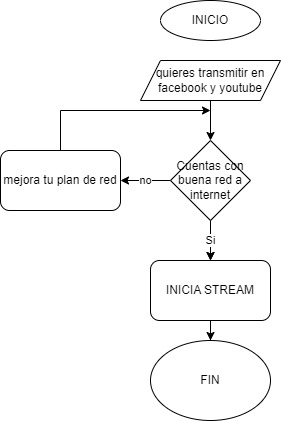 INICIO
quieres transmitir en
facebook y youtube
Cuentas con
buena red a
internet
no
mejora tu plan de red
Si
INICIA STREAM
FIN